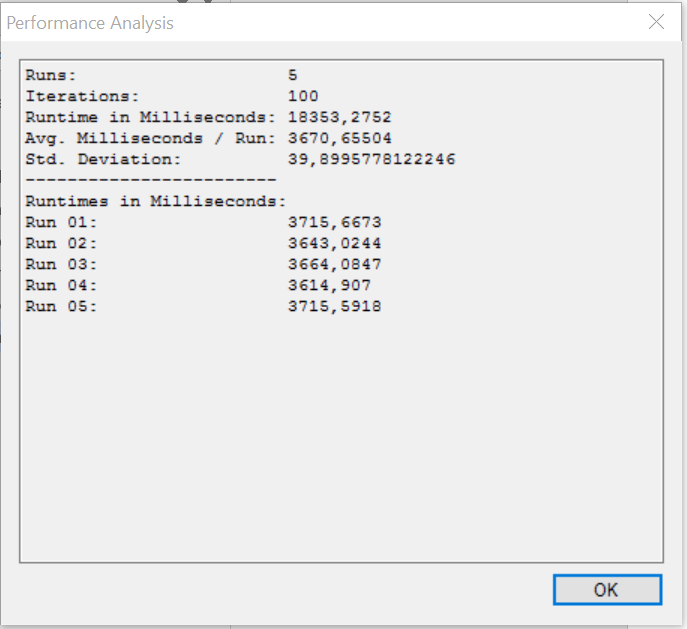 Performance Analysis
Runs: 5
Iterations: 100
Runtime in Milliseconds: 18353,2752
Avg. Milliseconds / Run: 3670,65504
Std. Deviation: 39,8995778122246
------------------------
Runtimes in Milliseconds:
Run 01: 3715,6673
Run 02: 3643,0244
Run 03: 3664,0847
Run 04: 3614,907
Run 05: 3715,5918
OK